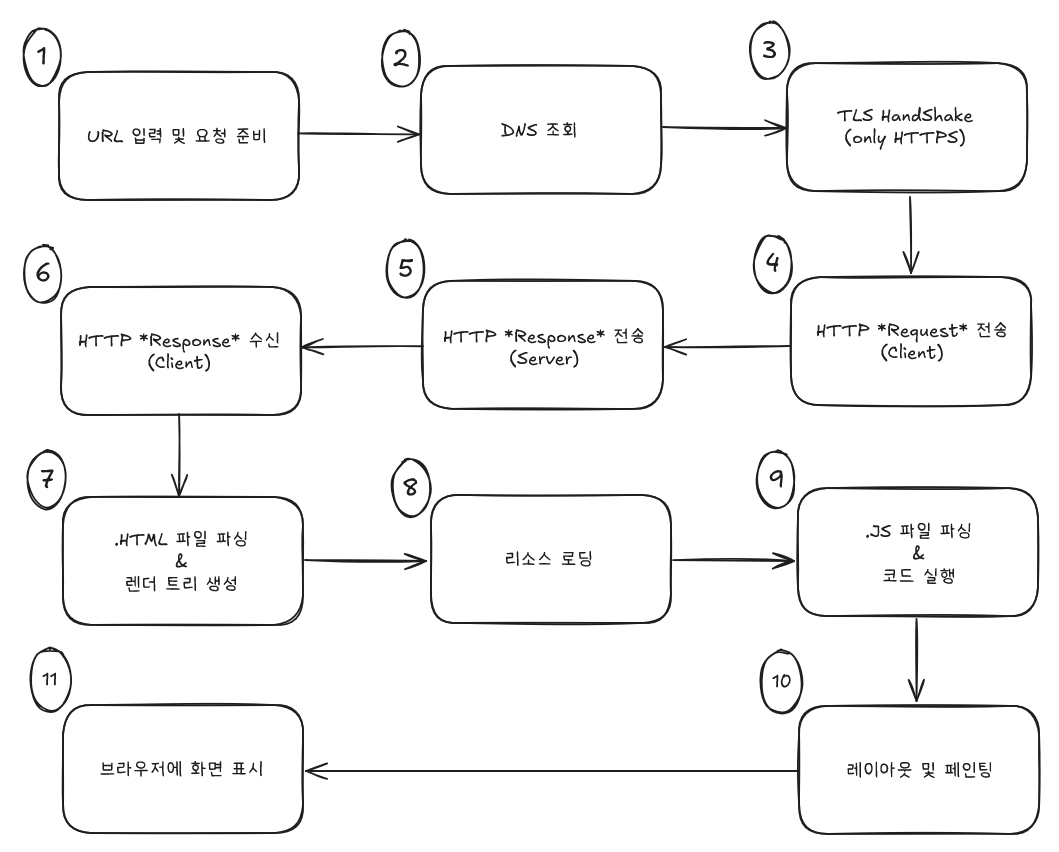 1
URL 입력 및 요청 준비
2
DNS 조회
3
TLS HandShake
(only HTTPS)
4
HTTP *Request* 전송
(Client)
5
HTTP *Response* 전송
(Server)
6
HTTP *Response* 수신
(Client)
7
.HTML 파일 파싱
&
렌더 트리 생성
8
리소스 로딩
9
.JS 파일 파싱
&
코드 실행
10
레이아웃 및 페인팅
11
브라우저에 화면 표시